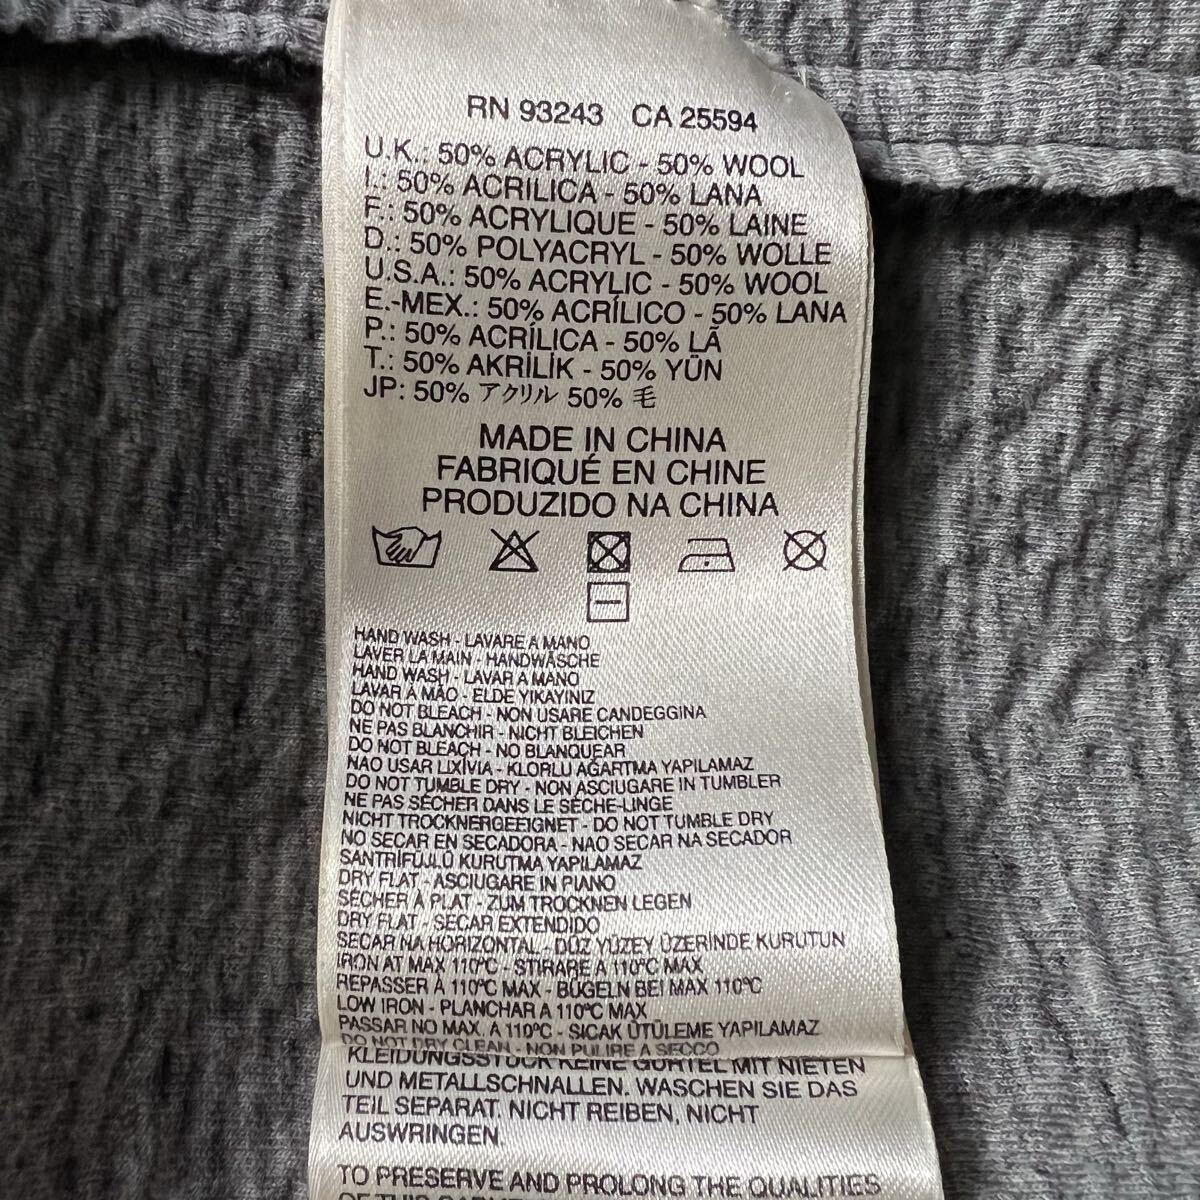 RN 93243 CA 25594
U.K.: 50% ACRYLIC - 50% WOOL
I.: 50% ACRILICA - 50% LANA
F.: 50% ACRYLIQUE - 50% LAINE
D.: 50% POLYACRYL - 50% WOLLE
U.S.A.: 50% ACRYLIC - 50% WOOL
E.-MEX.: 50% ACRÍLICO - 50% LANA
P.: 50% ACRÍLICA - 50% LÃ
T.: 50% AKRİLİK - 50% YÜN
JP: 50% アクリル 50% 毛
MADE IN CHINA
FABRIQUÉ EN CHINE
PRODUZIDO NA CHINA
HAND WASH - LAVARE A MANO
LAVER LA MAIN - HANDWÄSCHE
HAND WASH - LAVAR A MANO
LAVAR A MÃO - ELDE YIKAYINIZ
DO NOT BLEACH - NON USARE CANDEGGINA
NE PAS BLANCHIR - NICHT BLEICHEN
DO NOT BLEACH - NO BLANQUEAR
NAO USAR LIXÍVIA - KLORLU AĞARTMA YAPILAMAZ
DO NOT TUMBLE DRY - NON ASCIUGARE IN TUMBLER
NE PAS SÉCHER DANS LE SÈCHE-LINGE
NICHT TROCKNERGEEIGNET - DO NOT TUMBLE DRY
NO SECAR EN SECADORA - NAO SECAR NA SECADOR
SANTRİFÜJLÜ KURUTMA YAPILAMAZ
DRY FLAT - ASCIUGARE IN PIANO
SÉCHER À PLAT - ZUM TROCKNEN LEGEN
DRY FLAT - SECAR EXTENDIDO
SECAR NA HORIZONTAL - DÜZ YÜZEY ÜZERİNDE KURUTUN
IRON AT MAX 110°C - STIRARE A 110°C MAX
REPASSER À 110°C MAX - BÜGELN BEI MAX 110°C
LOW IRON - PLANCHAR A 110°C MAX
PASSAR NO MAX. A 110°C - SICAK ÜTÜLEME YAPILAMAZ
DO NOT DRY CLEAN - NON PULIRE A SECCO
KLEIDUNGSSTÜCK KEINE GÜRTEL MIT NIETEN
UND METALLSCHNALLEN. WASCHEN SIE DAS
TEIL SEPARAT. NICHT REIBEN, NICHT
AUSWRINGEN.
TO PRESERVE AND PROLONG THE QUALITIES
OF THIS